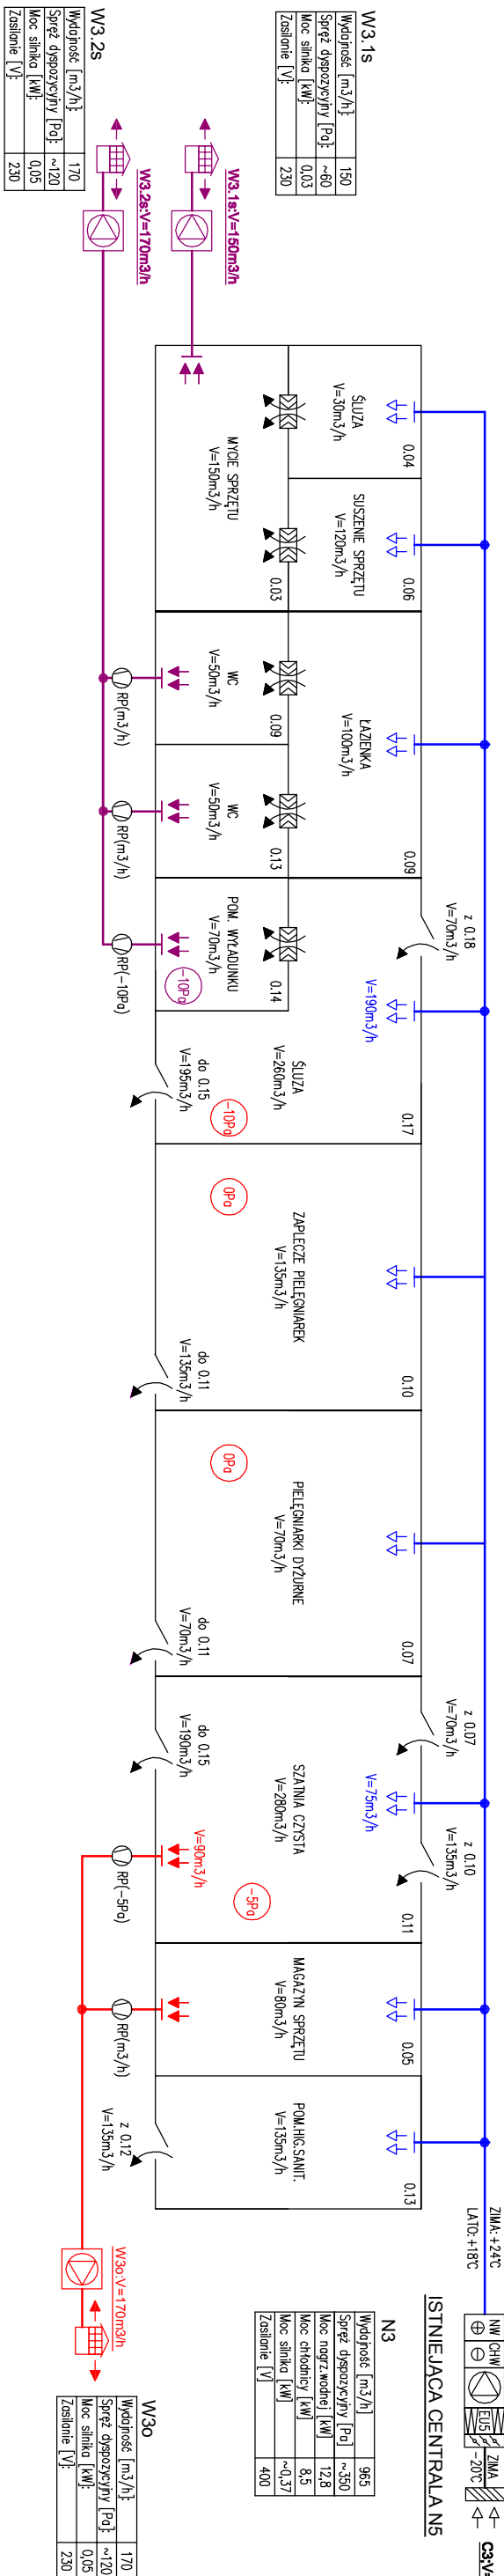 W3.1s
Wydajność [m3/h]: 150
Spręż dyspozycyjny [Pa]: ~60
Moc silnika [kW]: 0,03
Zasilanie [V]: 230
W3.2s
Wydajność [m3/h]: 170
Spręż dyspozycyjny [Pa]: ~120
Moc silnika [kW]: 0,05
Zasilanie [V]: 230
W3.1s:V=150m3/h
W3.2s:V=170m3/h
ŚLUZA
V=30m3/h
0.04
SUSZENIE SPRZĘTU
V=120m3/h
0.06
MYCIE SPRZĘTU
V=150m3/h
0.03
ŁAZIENKA
V=100m3/h
0.09
WC
V=50m3/h
0.09
WC
V=50m3/h
0.13
RP(m3/h)
RP(m3/h)
RP(-10Pa)
POM. WYŁADUNKU
V=70m3/h
-10Pa
0.14
z 0.18
V=70m3/h
V=190m3/h
ŚLUZA
V=260m3/h
0.17
-10Pa
do 0.15
V=195m3/h
0Pa
ZAPLECZE PIELĘGNIAREK
V=135m3/h
0.10
do 0.11
V=135m3/h
0Pa
PIELĘGNIARKI DYŻURNE
V=70m3/h
0.07
do 0.11
V=70m3/h
z 0.07
V=70m3/h
V=75m3/h
z 0.10
V=135m3/h
SZATNIA CZYSTA
V=280m3/h
0.11
do 0.15
V=190m3/h
V=90m3/h
-5Pa
RP(-5Pa)
MAGAZYN SPRZĘTU
V=80m3/h
0.05
RP(m3/h)
POM.HIG.SANIT.
V=135m3/h
0.13
z 0.12
V=135m3/h
W3o:V=170m3/h
W3o
Wydajność [m3/h]: 170
Spręż dyspozycyjny [Pa]: ~120
Moc silnika [kW]: 0,05
Zasilanie [V]: 230
ZIMA:+24°C
LATO:+18°C
NW CHW EU5 ZIMA
-20°C
ISTNIEJĄCA CENTRALA N5
N3
Wydajność [m3/h] 965
Spręż dyspozycyjny [Pa] ~350
Moc nagrz.wodnej [kW] 12,8
Moc chłodnicy [kW] 8,5
Moc silnika [kW] ~0,37
Zasilanie [V] 400